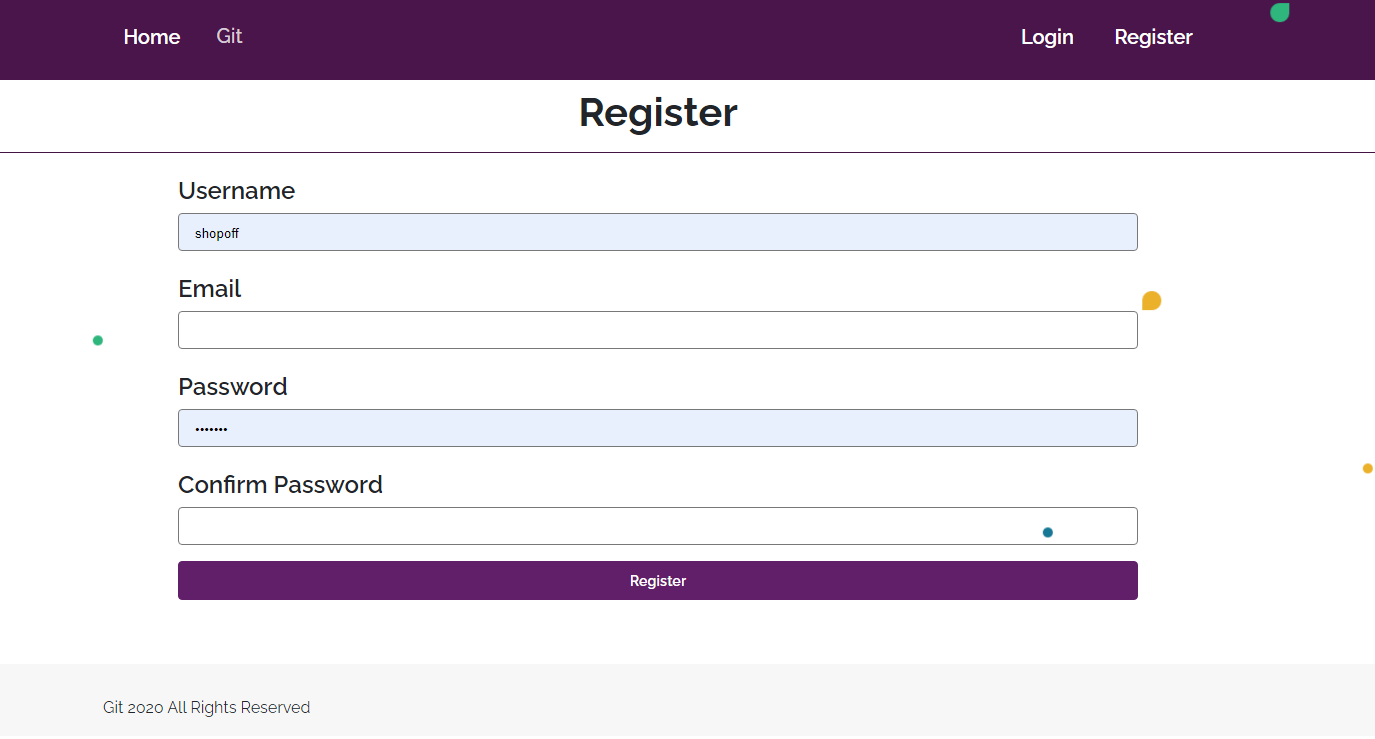 Home Git Login Register
Register
Username
shopoff
Email
Password
•••••••
Confirm Password
Register
Git 2020 All Rights Reserved